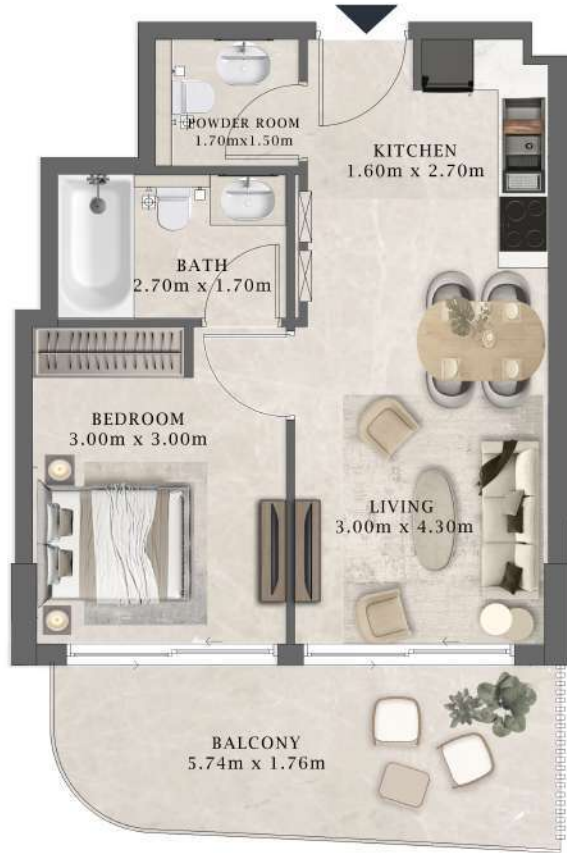 POWDER ROOM
1.70mx1.50m
KITCHEN
1.60m x 2.70m
BATH
2.70m x 1.70m
BEDROOM
3.00m x 3.00m
LIVING
3.00m x 4.30m
BALCONY
5.74m x 1.76m